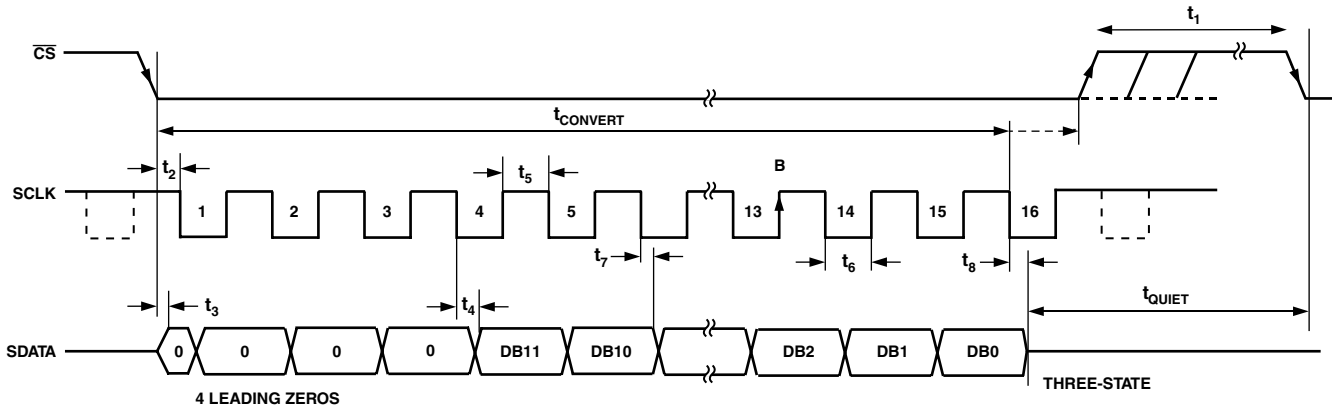 t1
CS
tCONVERT
t2
t5
B
SCLK
1
2
3
4
5
13
14
15
16
t7
t6
t8
t3
t4
tQUIET
SDATA
0
0
0
0
DB11
DB10
DB2
DB1
DB0
THREE-STATE
4 LEADING ZEROS